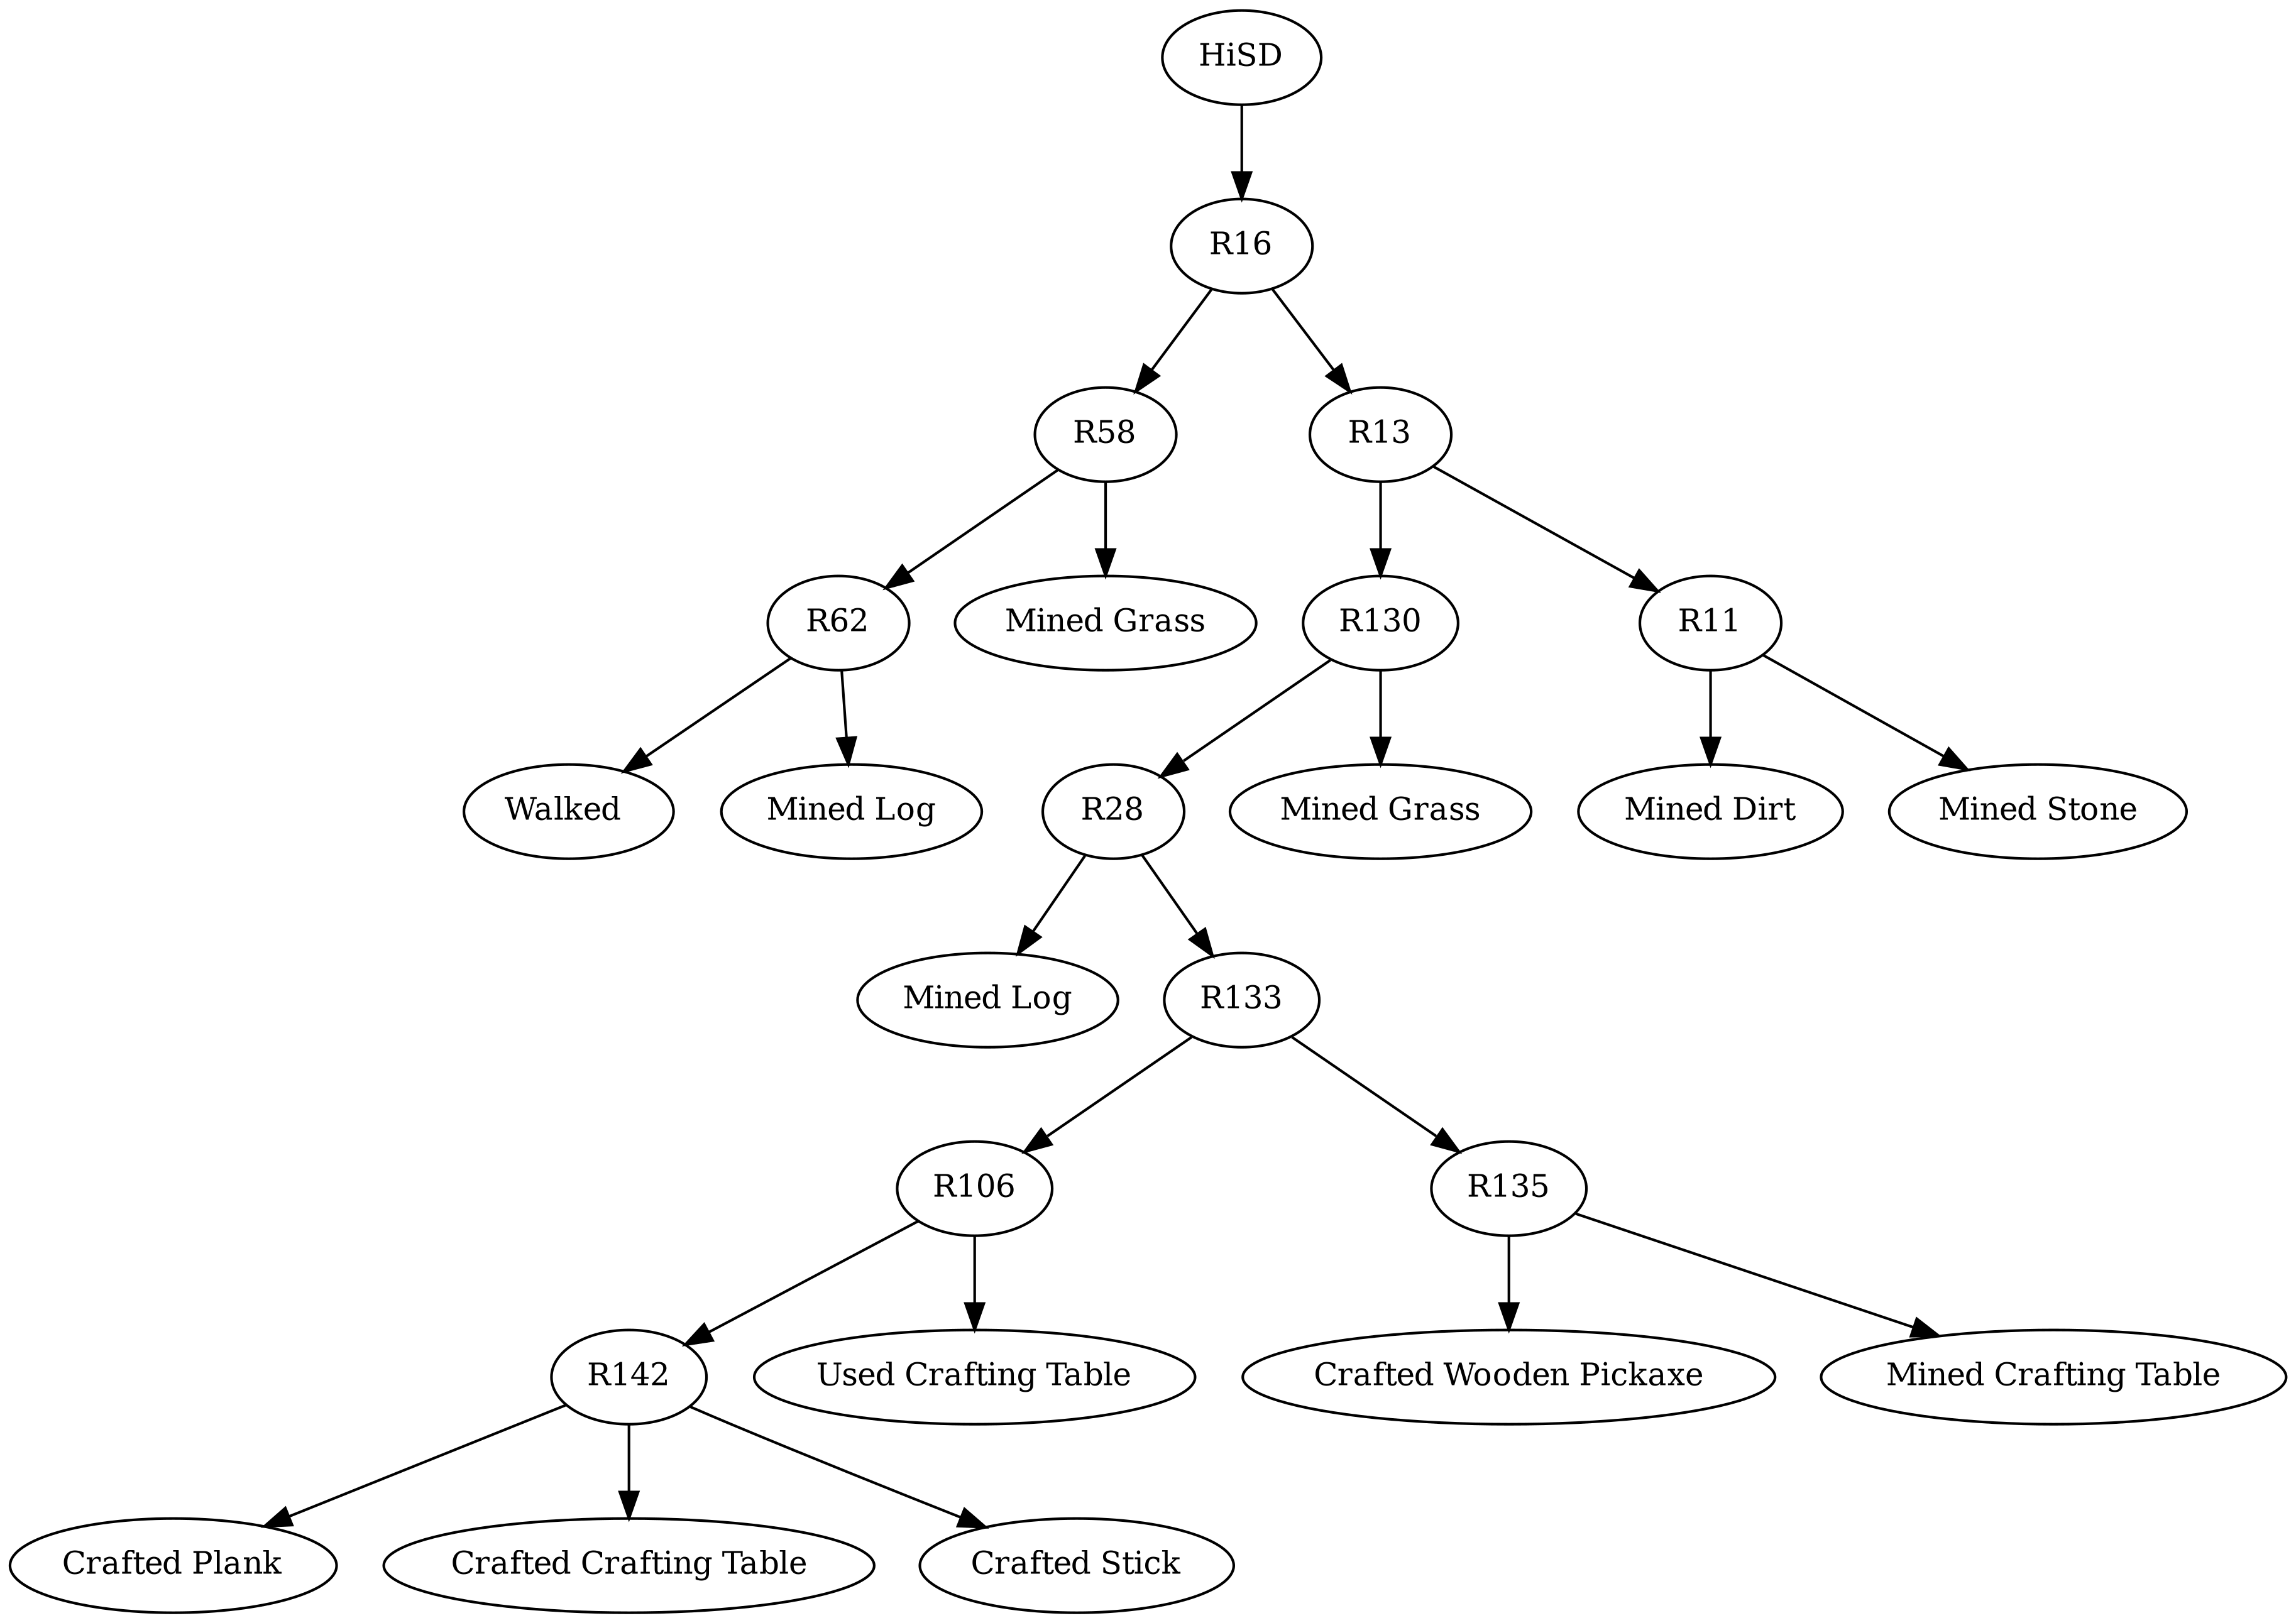 HiSD
R16
R58
R13
R62
Mined Grass
R130
R11
Walked
Mined Log
R28
Mined Grass
Mined Dirt
Mined Stone
Mined Log
R133
R106
R135
R142
Used Crafting Table
Crafted Wooden Pickaxe
Mined Crafting Table
Crafted Plank
Crafted Crafting Table
Crafted Stick